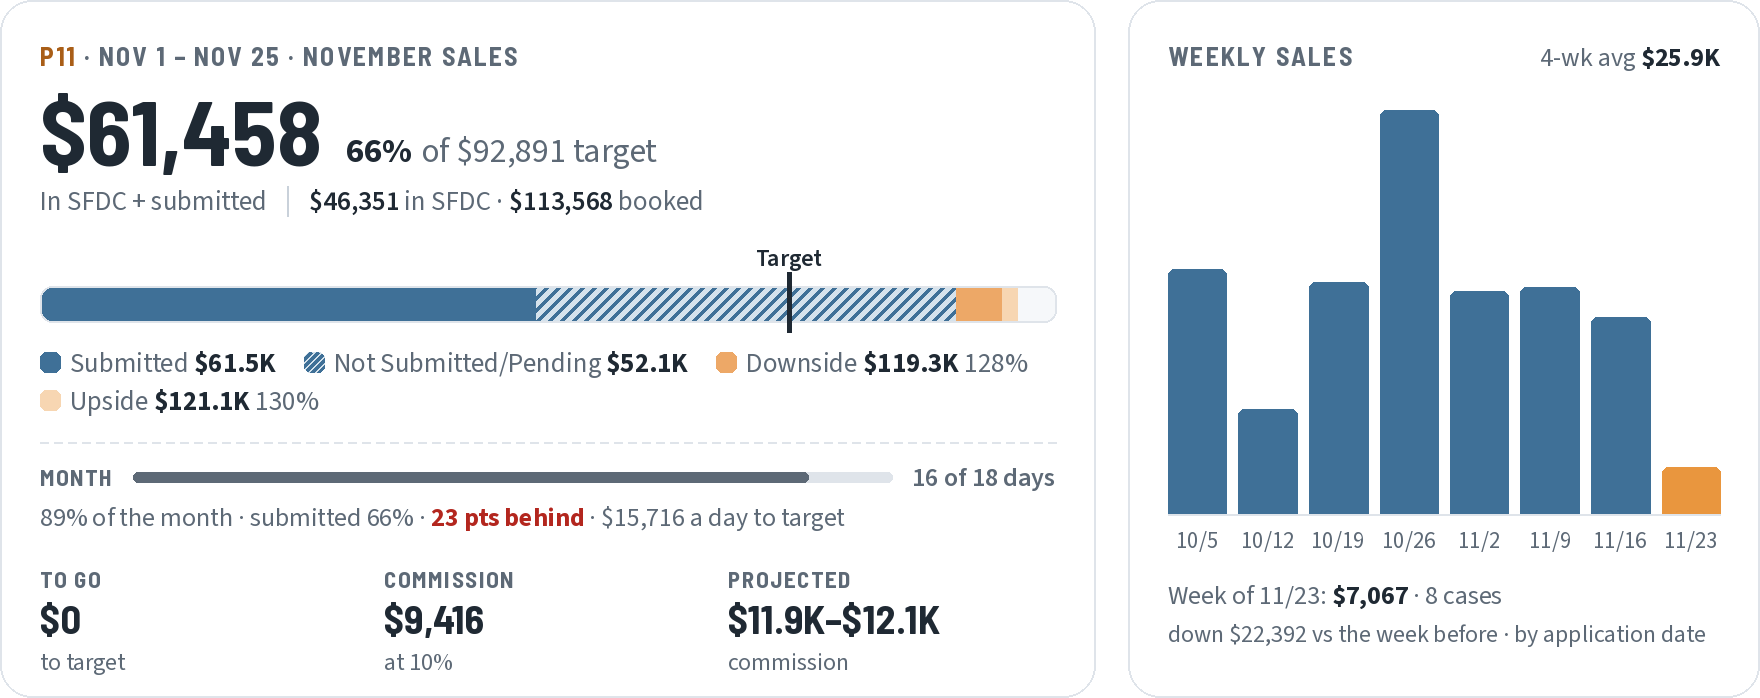 P11 · NOV 1 – NOV 25 · NOVEMBER SALES
$61,458 66% of $92,891 target
In SFDC + submitted $46,351 in SFDC · $113,568 booked
Target
Submitted $61.5K Not Submitted/Pending $52.1K Downside $119.3K 128%
Upside $121.1K 130%
MONTH 16 of 18 days
89% of the month · submitted 66% · 23 pts behind · $15,716 a day to target
TO GO COMMISSION PROJECTED
$0 $9,416 $11.9K–$12.1K
to target at 10% commission
WEEKLY SALES 4-wk avg $25.9K
10/5 10/12 10/19 10/26 11/2 11/9 11/16 11/23
Week of 11/23: $7,067 · 8 cases
down $22,392 vs the week before · by application date